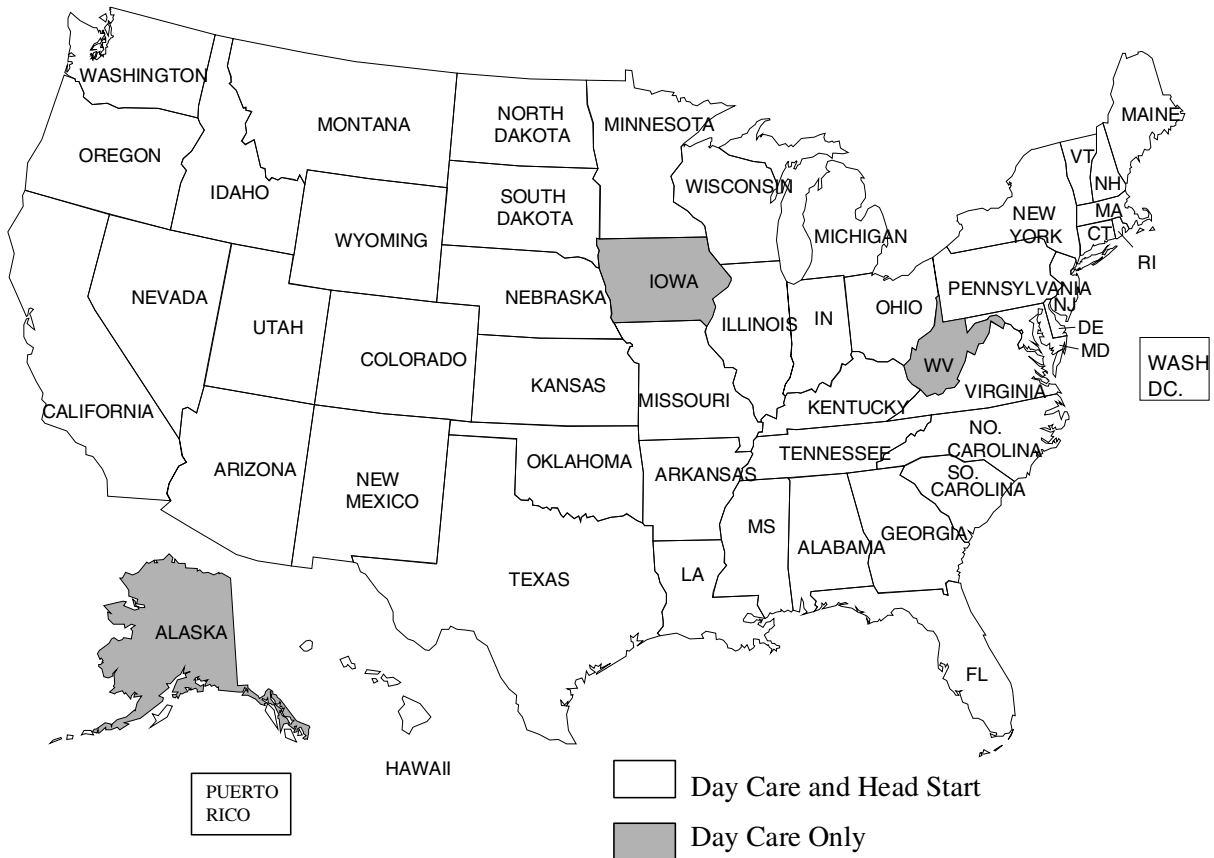 WASHINGTON
OREGON
IDAHO
MONTANA
NORTH
DAKOTA
SOUTH
DAKOTA
MINNESOTA
WISCONSIN
MICHIGAN
WYOMING
NEVADA
UTAH
COLORADO
NEBRASKA
IOWA
ILLINOIS
IN
OHIO
PENNSYLVANIA
NEW
YORK
VT
NH
MAINE
MA
CT
RI
NJ
DE
MD
WASH
DC.
CALIFORNIA
KANSAS
MISSOURI
KENTUCKY
WV
VIRGINIA
ARIZONA
NEW
MEXICO
OKLAHOMA
ARKANSAS
TENNESSEE
NO.
CAROLINA
SO.
CAROLINA
TEXAS
LA
MS
ALABAMA
GEORGIA
FL
ALASKA
HAWAII
PUERTO
RICO
Day Care and Head Start
Day Care Only